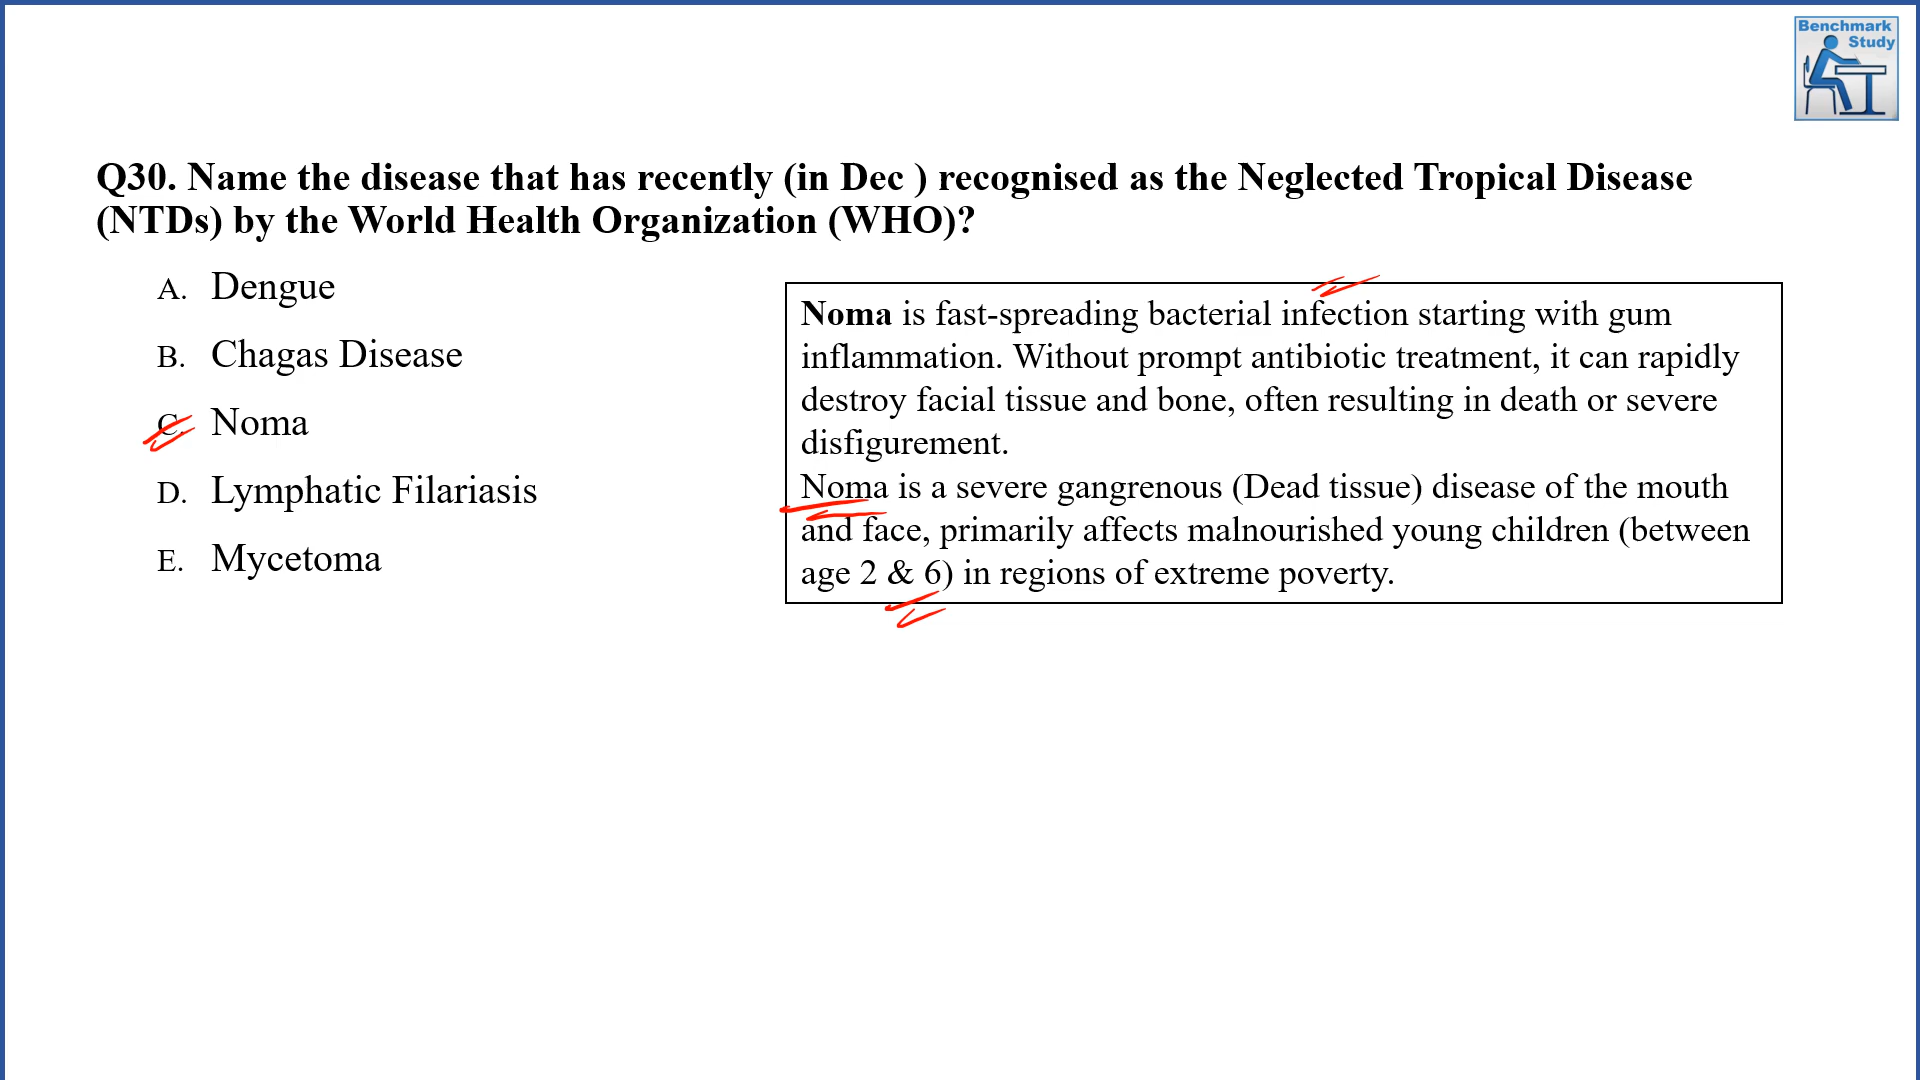 Benchmark
Study
Q30. Name the disease that has recently (in Dec ) recognised as the Neglected Tropical Disease
(NTDs) by the World Health Organization (WHO)?
A. Dengue
B. Chagas Disease
C. Noma
D. Lymphatic Filariasis
E. Mycetoma
Noma is fast-spreading bacterial infection starting with gum
inflammation. Without prompt antibiotic treatment, it can rapidly
destroy facial tissue and bone, often resulting in death or severe
disfigurement.
Noma is a severe gangrenous (Dead tissue) disease of the mouth
and face, primarily affects malnourished young children (between
age 2 & 6) in regions of extreme poverty.